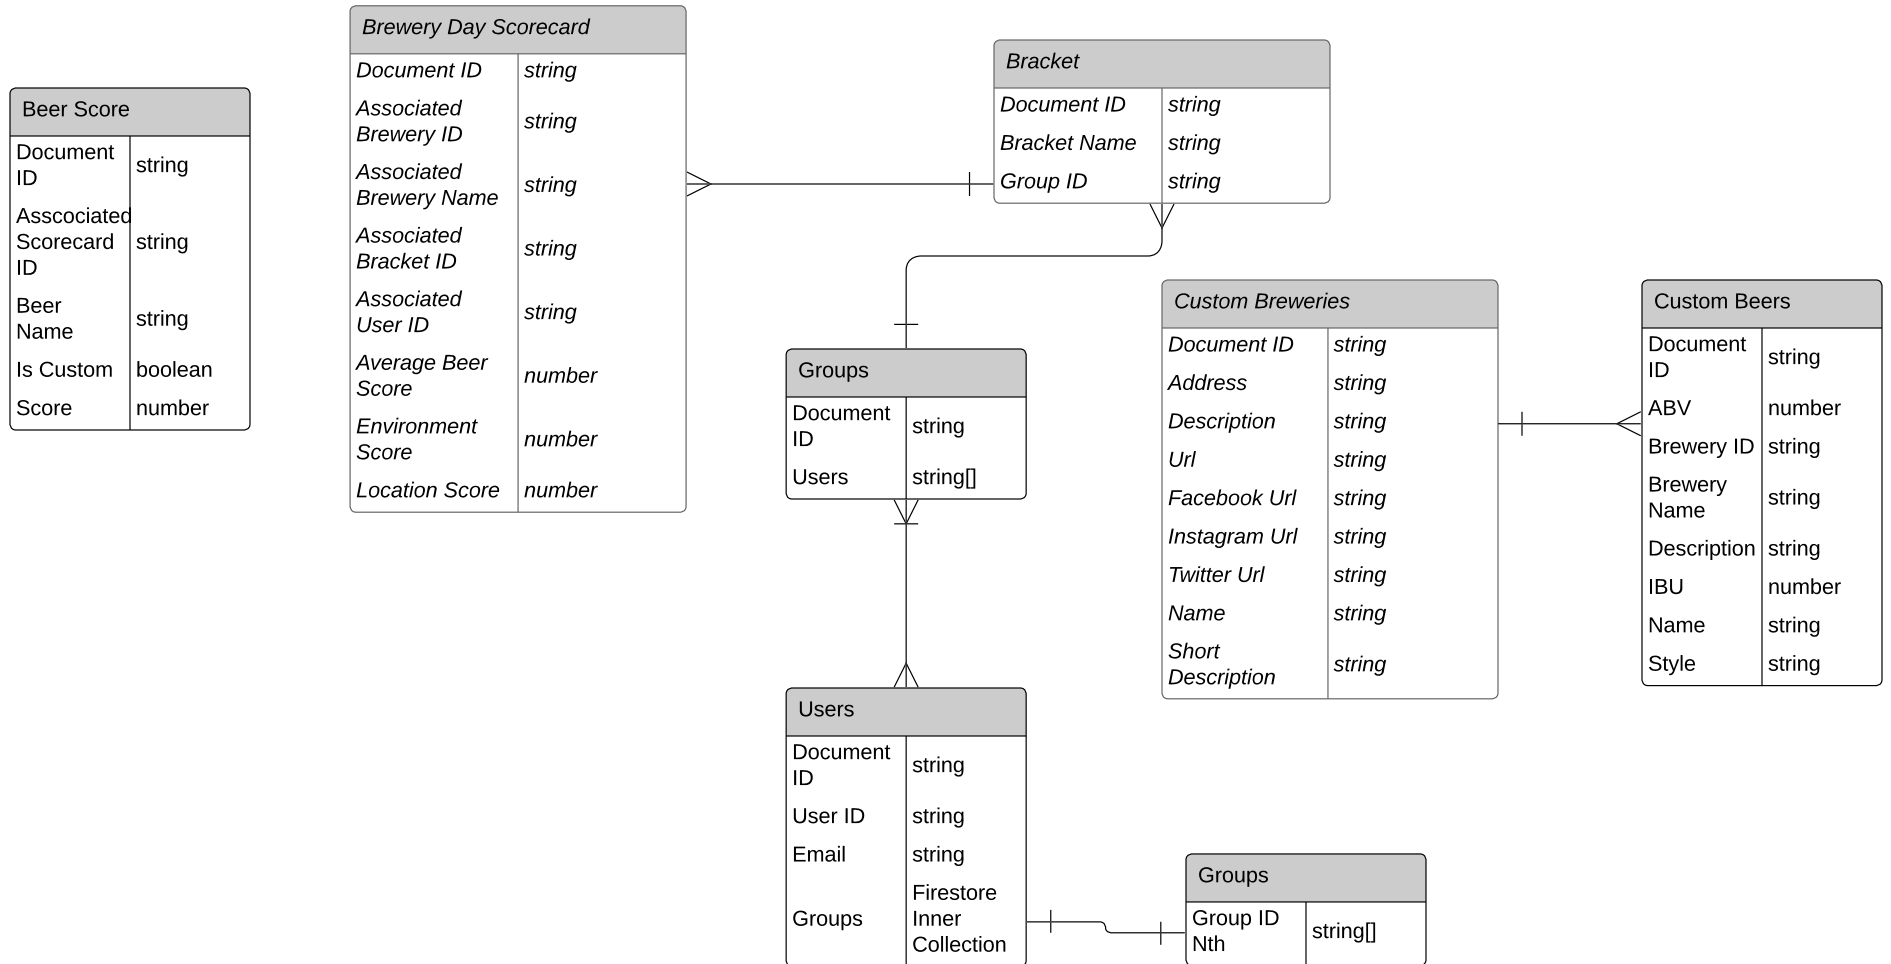 Beer Score
Document
ID
string
Asscociated
Scorecard
ID
string
Beer
Name
string
Is Custom
boolean
Score
number
Brewery Day Scorecard
Document ID
string
Associated
Brewery ID
string
Associated
Brewery Name
string
Associated
Bracket ID
string
Associated
User ID
string
Average Beer
Score
number
Environment
Score
number
Location Score
number
Bracket
Document ID
string
Bracket Name
string
Group ID
string
Groups
Document
ID
string
Users
string[]
Custom Breweries
Document ID
string
Address
string
Description
string
Url
string
Facebook Url
string
Instagram Url
string
Twitter Url
string
Name
string
Short
Description
string
Custom Beers
Document
ID
string
ABV
number
Brewery ID
string
Brewery
Name
string
Description
string
IBU
number
Name
string
Style
string
Users
Document
ID
string
User ID
string
Email
string
Groups
Firestore
Inner
Collection
Groups
Group ID
Nth
string[]